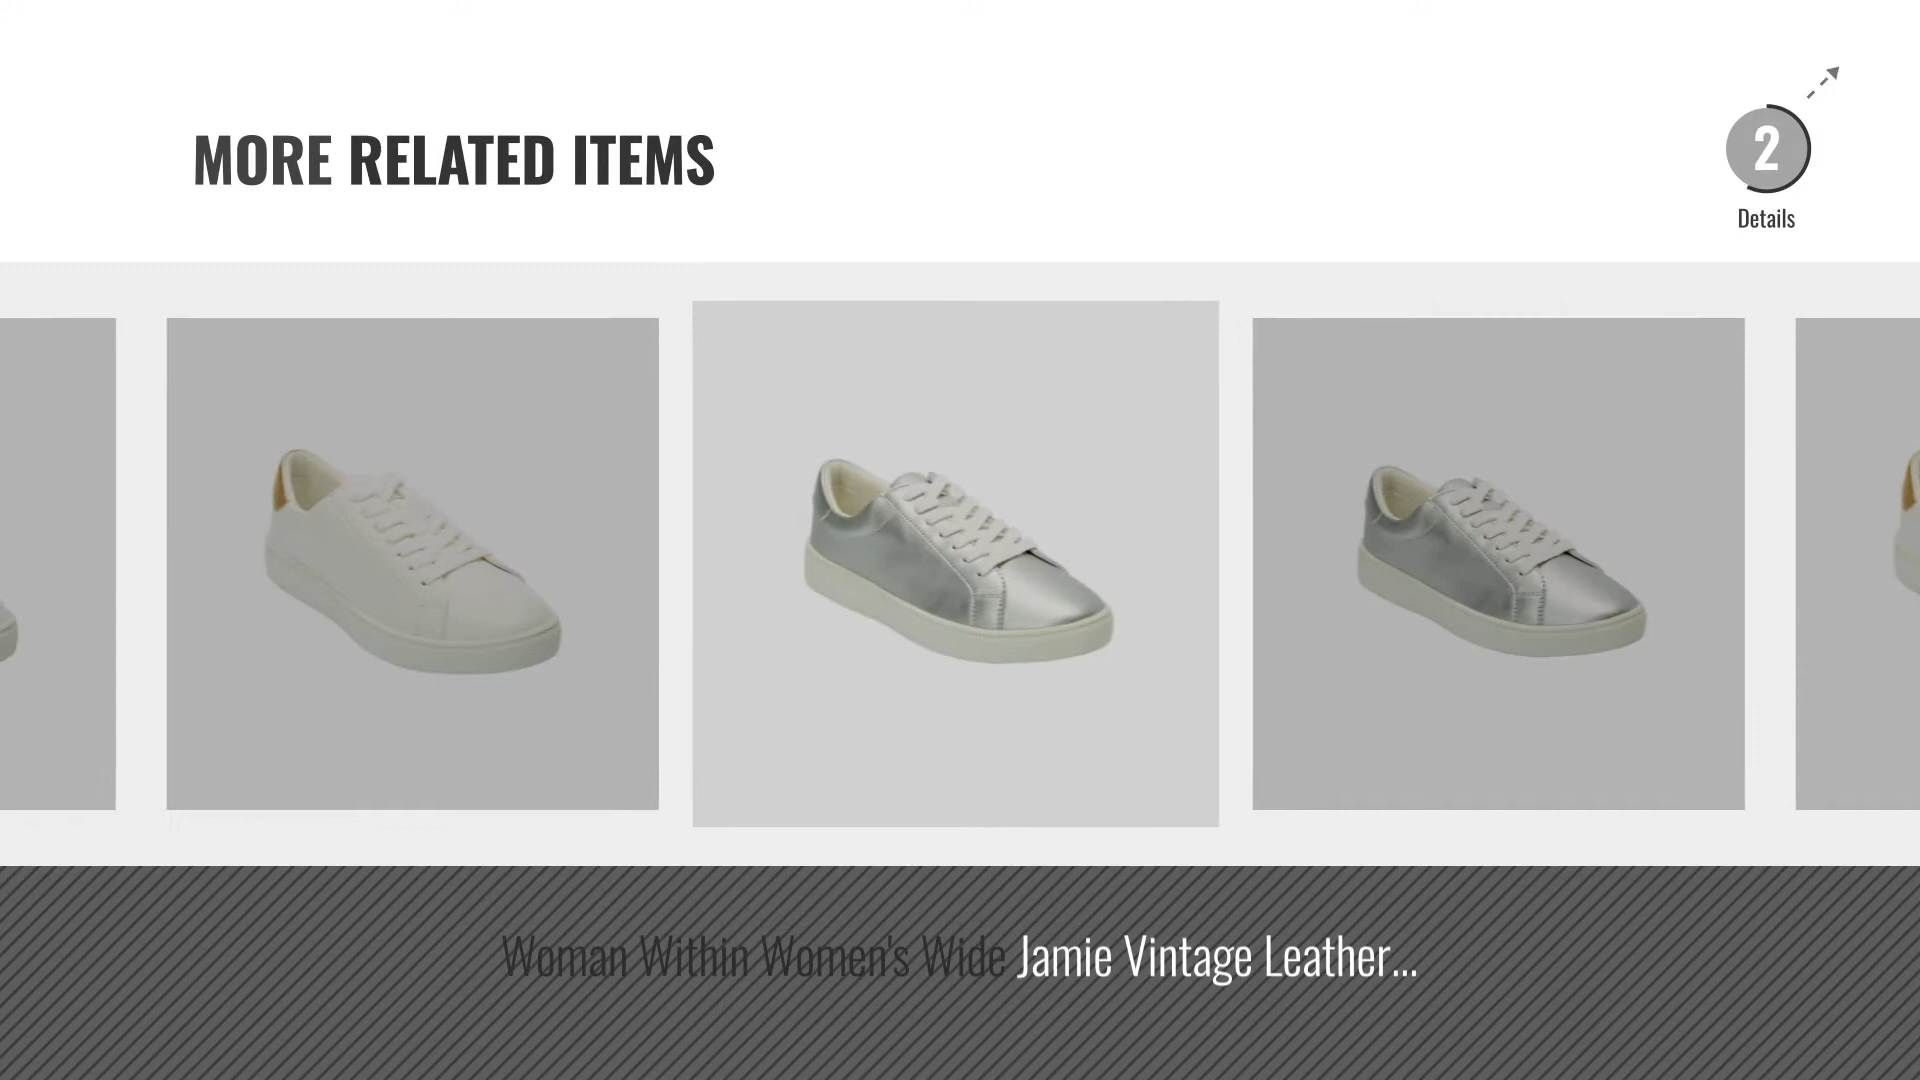 MORE RELATED ITEMS
2
Details
Woman Within Women's Wide Jamie Vintage Leather...